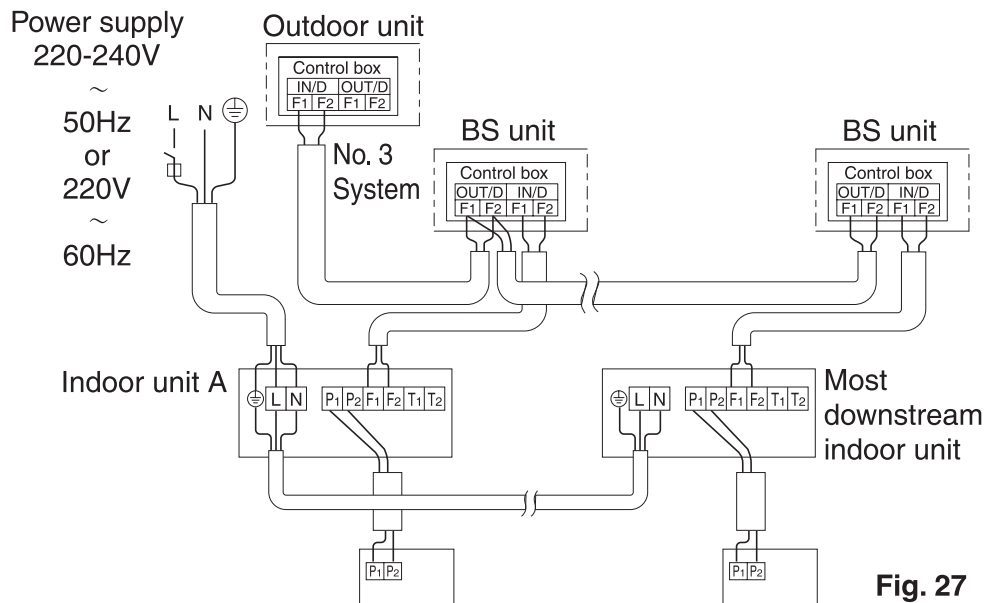 Power supply
220-240V
~
50Hz
or
220V
~
60Hz
L N
Outdoor unit
Control box
IN/D OUT/D
F1 F2 F1 F2
No. 3
System
BS unit
Control box
OUT/D IN/D
F1 F2 F1 F2
BS unit
Control box
OUT/D IN/D
F1 F2 F1 F2
Indoor unit A
L N
P1 P2 F1 F2 T1 T2
L N
P1 P2 F1 F2 T1 T2
Most
downstream
indoor unit
P1 P2
P1 P2
Fig. 27